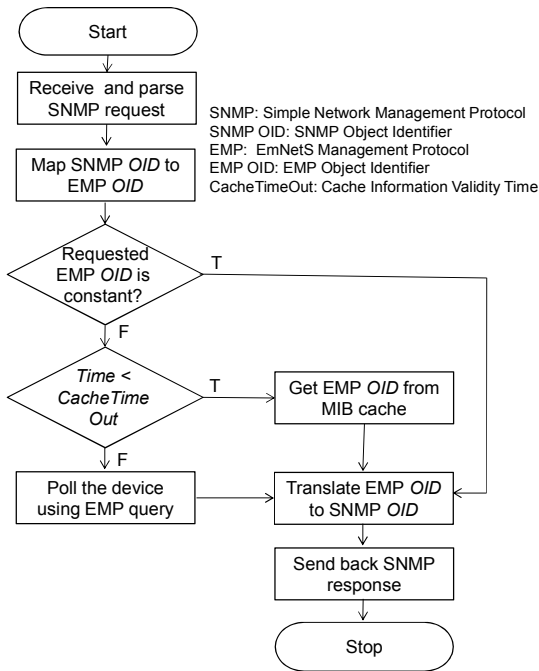 Start
Receive and parse
SNMP request
SNMP: Simple Network Management Protocol
SNMP OID: SNMP Object Identifier
EMP: EmNetS Management Protocol
EMP OID: EMP Object Identifier
CacheTimeOut: Cache Information Validity Time
Map SNMP OID to
EMP OID
Requested
EMP OID is
constant?
T
F
Time <
CacheTime
Out
T
Get EMP OID from
MIB cache
F
Poll the device
using EMP query
Translate EMP OID
to SNMP OID
Send back SNMP
response
Stop